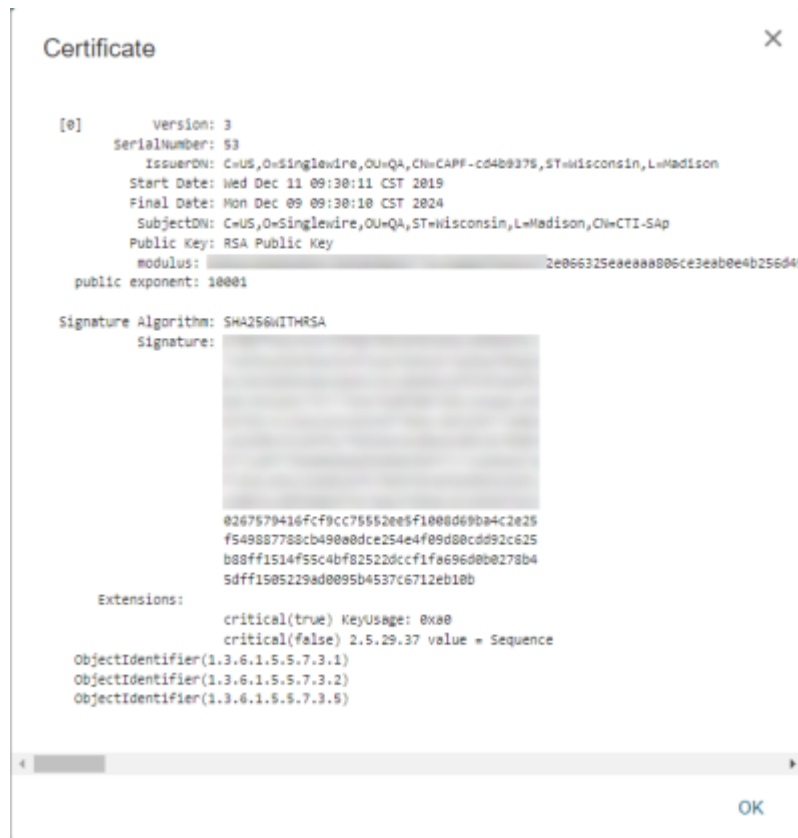 Certificate
[0] Version: 3
SerialNumber: 53
IssuerDN: C=US,O=Singlewire,OU=QA,CN=CAPF-cd4b9375,ST=Wisconsin,L=Madison
Start Date: Wed Dec 11 09:30:11 CST 2019
Final Date: Mon Dec 09 09:30:10 CST 2024
SubjectDN: C=US,O=Singlewire,OU=QA,ST=Wisconsin,L=Madison,CN=CTI-SAp
Public Key: RSA Public Key
modulus: 2e066325eaeaaa806ce3eab0e4b256d4
public exponent: 10001
Signature Algorithm: SHA256WITHRSA
Signature:
0267579416fcf9cc75552ee5f1008d69ba4c2e25
f549887788cb490a0dce254e4f09d80cdd92c625
b88ff1514f55c4bf82522dccf1fa696d0b0278b4
5dff1505229ad0095b4537c6712eb10b
Extensions:
critical(true) KeyUsage: 0xa0
critical(false) 2.5.29.37 value = Sequence
ObjectIdentifier(1.3.6.1.5.5.7.3.1)
ObjectIdentifier(1.3.6.1.5.5.7.3.2)
ObjectIdentifier(1.3.6.1.5.5.7.3.5)
OK